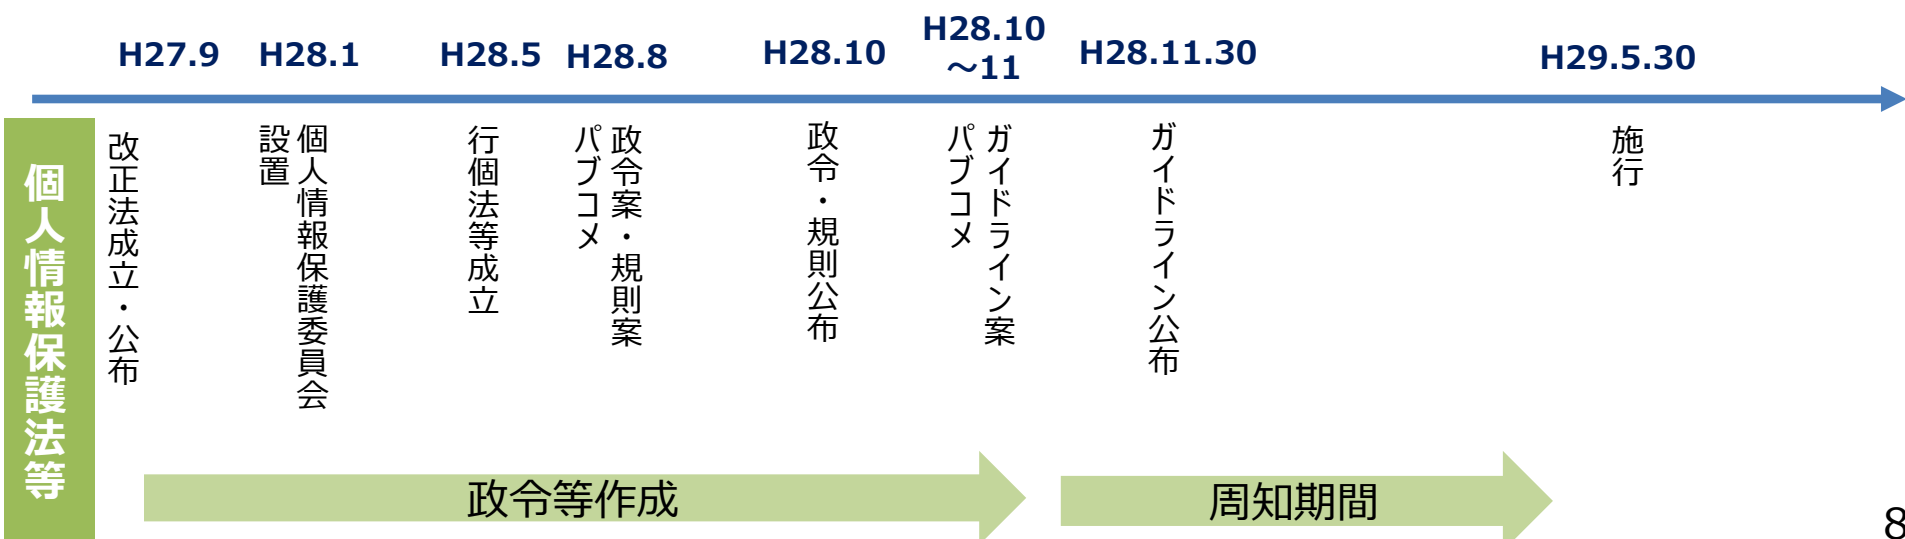 H27.9
H28.1
H28.5
H28.8
H28.10
H28.10
～11
H28.11.30
H29.5.30
個人情報保護法等
改正法成立・公布
個人情報保護委員会
設置
行個法等成立
政令案・規則案
パブコメ
政令・規則公布
ガイドライン案
パブコメ
ガイドライン公布
施行
政令等作成
周知期間
8